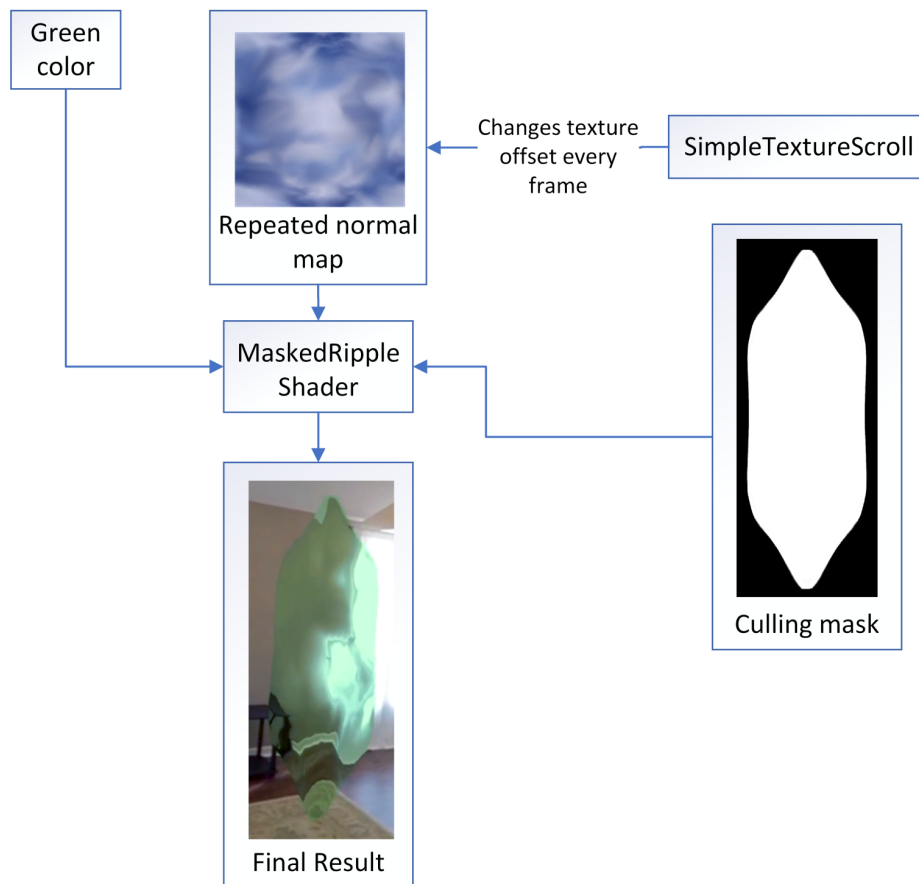 Green
color
Repeated normal
map
Changes texture
offset every
frame
SimpleTextureScroll
MaskedRipple
Shader
Culling mask
Final Result